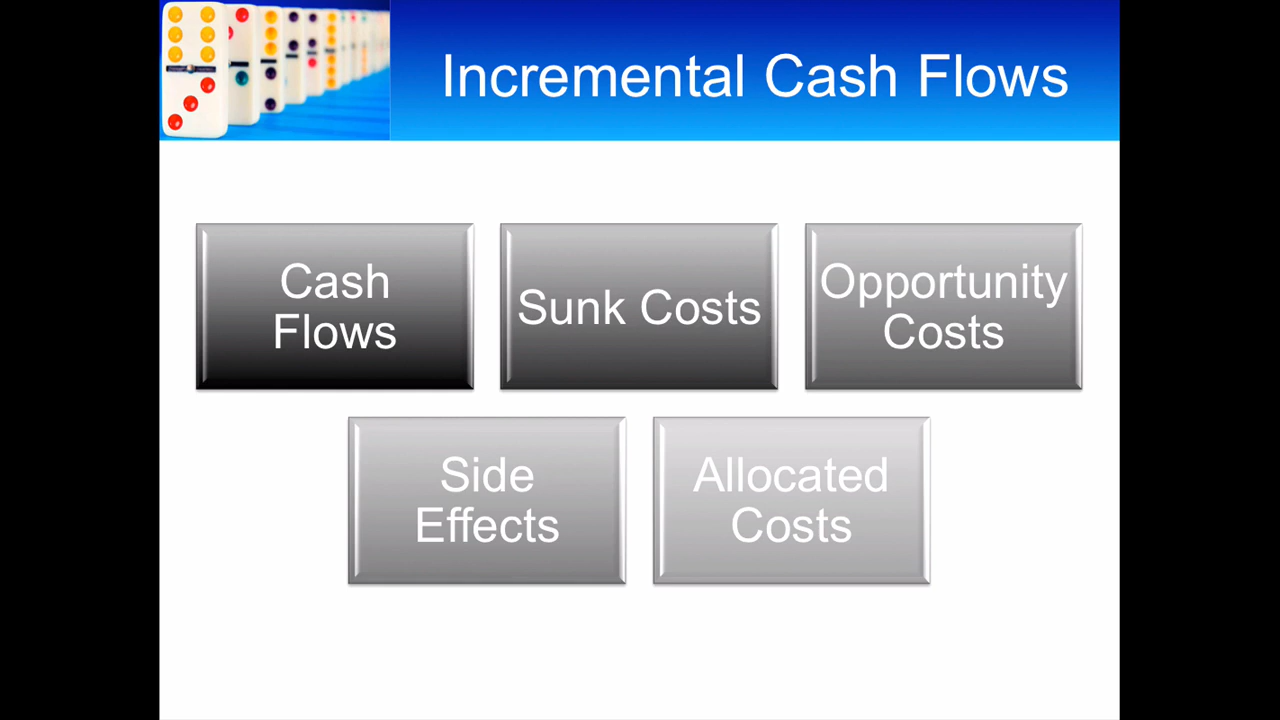 Incremental Cash Flows
Cash
Flows
Sunk Costs
Opportunity
Costs
Side
Effects
Allocated
Costs